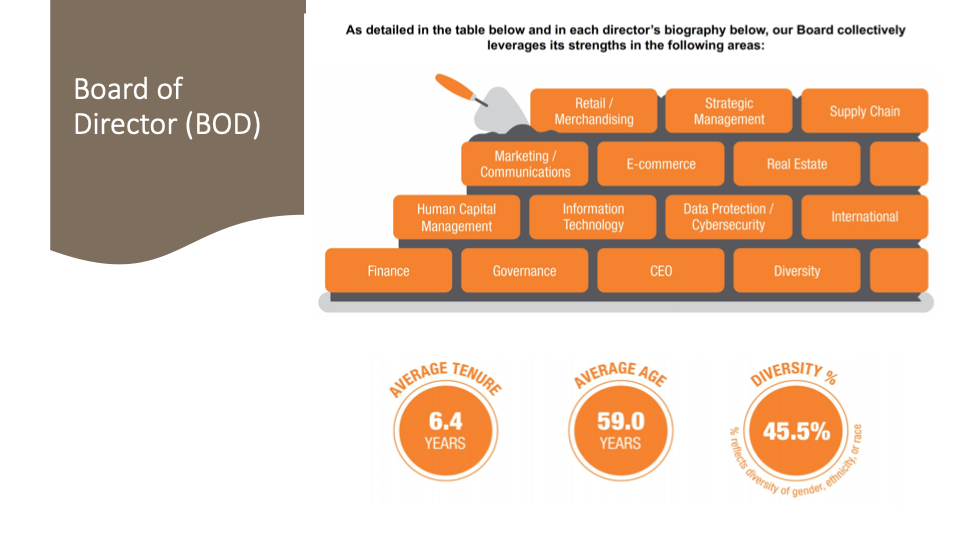 Board of
Director (BOD)
As detailed in the table below and in each director's biography below, our Board collectively
leverages its strengths in the following areas:
Retail /
Merchandising
Strategic
Management
Supply Chain
Marketing /
Communications
E-commerce
Real Estate
Human Capital
Management
Information
Technology
Data Protection /
Cybersecurity
International
Finance
Governance
CEO
Diversity
AVERAGE TENURE
6.4
YEARS
AVERAGE AGE
59.0
YEARS
DIVERSITY %
45.5%
% reflects diversity of gender, ethnicity, or race